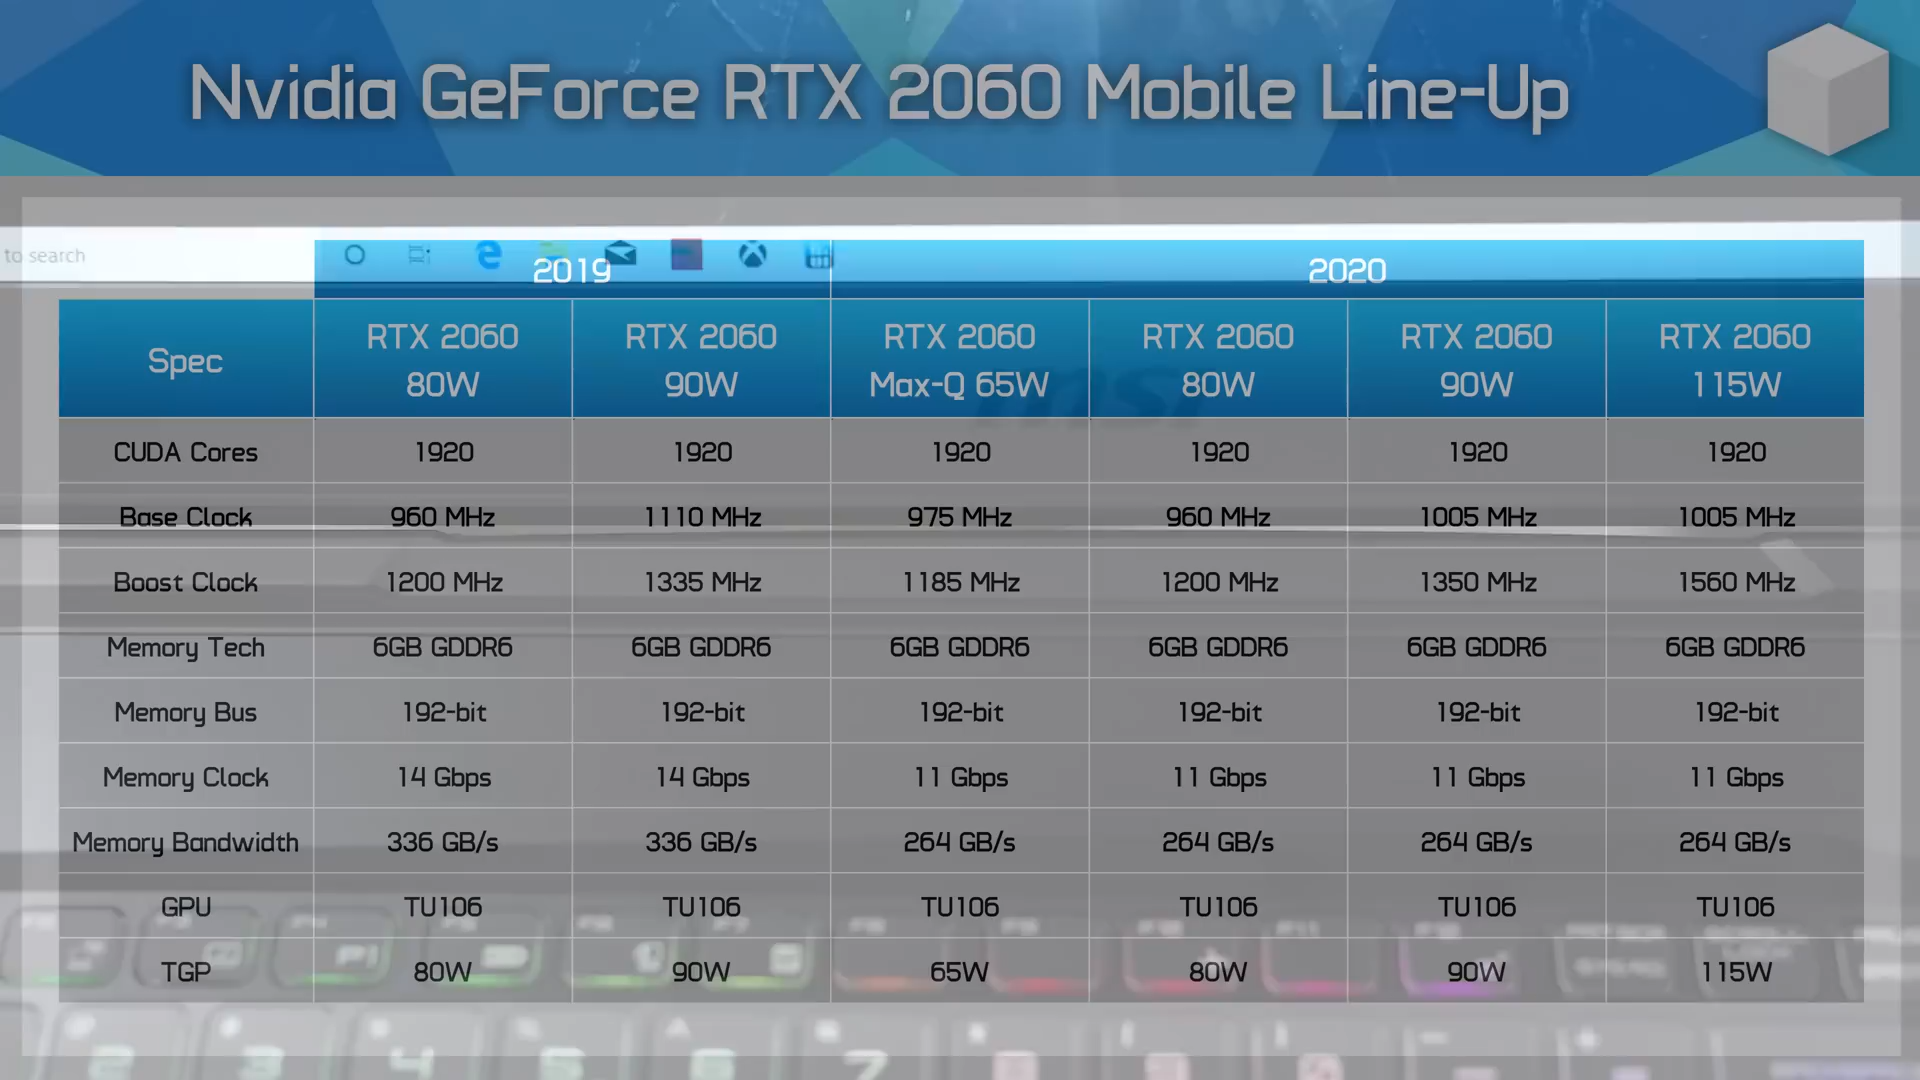 Nvidia GeForce RTX 2060 Mobile Line-Up
to search
2019 2020
Spec RTX 2060 80W RTX 2060 90W RTX 2060 Max-Q 65W RTX 2060 80W RTX 2060 90W RTX 2060 115W
msi
CUDA Cores 1920 1920 1920 1920 1920 1920
Base Clock 960 MHz 1110 MHz 975 MHz 960 MHz 1005 MHz 1005 MHz
Boost Clock 1200 MHz 1335 MHz 1185 MHz 1200 MHz 1350 MHz 1560 MHz
Memory Tech 6GB GDDR6 6GB GDDR6 6GB GDDR6 6GB GDDR6 6GB GDDR6 6GB GDDR6
Memory Bus 192-bit 192-bit 192-bit 192-bit 192-bit 192-bit
Memory Clock 14 Gbps 14 Gbps 11 Gbps 11 Gbps 11 Gbps 11 Gbps
Memory Bandwidth 336 GB/s 336 GB/s 264 GB/s 264 GB/s 264 GB/s 264 GB/s
GPU TU106 TU106 TU106 TU106 TU106 TU106
TGP 80W 90W 65W 80W 90W 115W
2 3 4 5 6 7